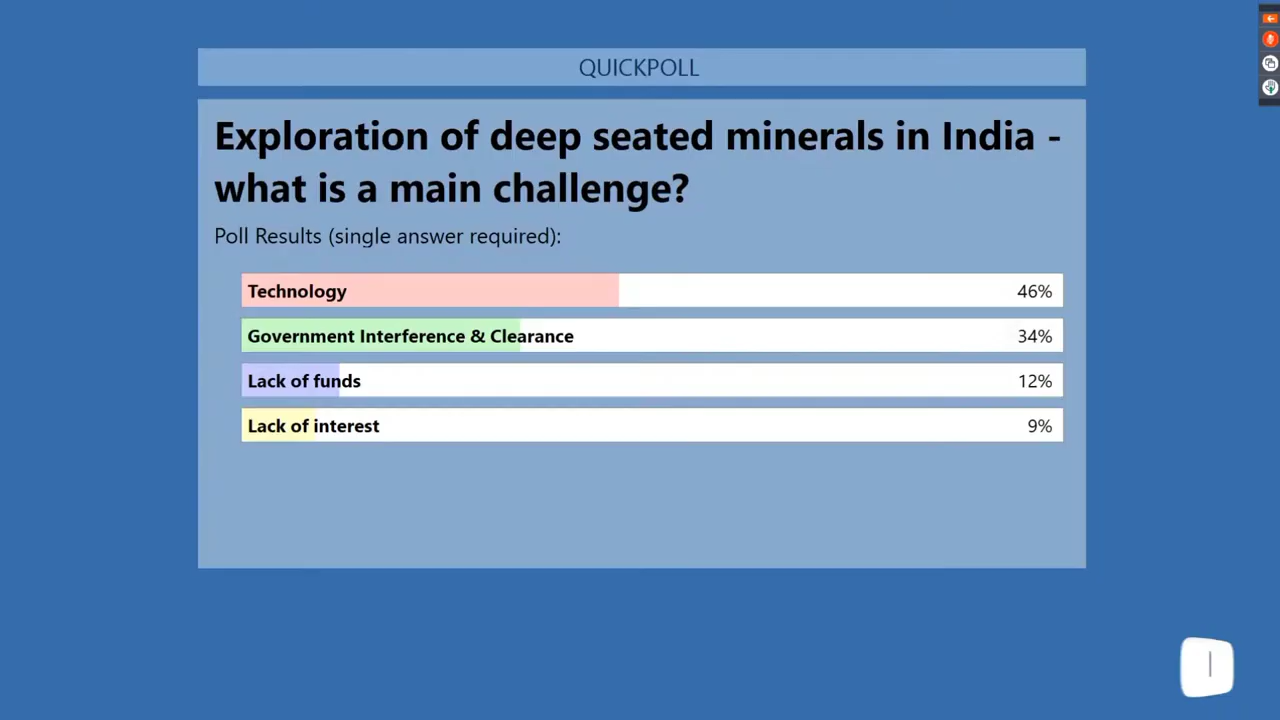 QUICKPOLL
Exploration of deep seated minerals in India -
what is a main challenge?
Poll Results (single answer required):
Technology 46%
Government Interference & Clearance 34%
Lack of funds 12%
Lack of interest 9%